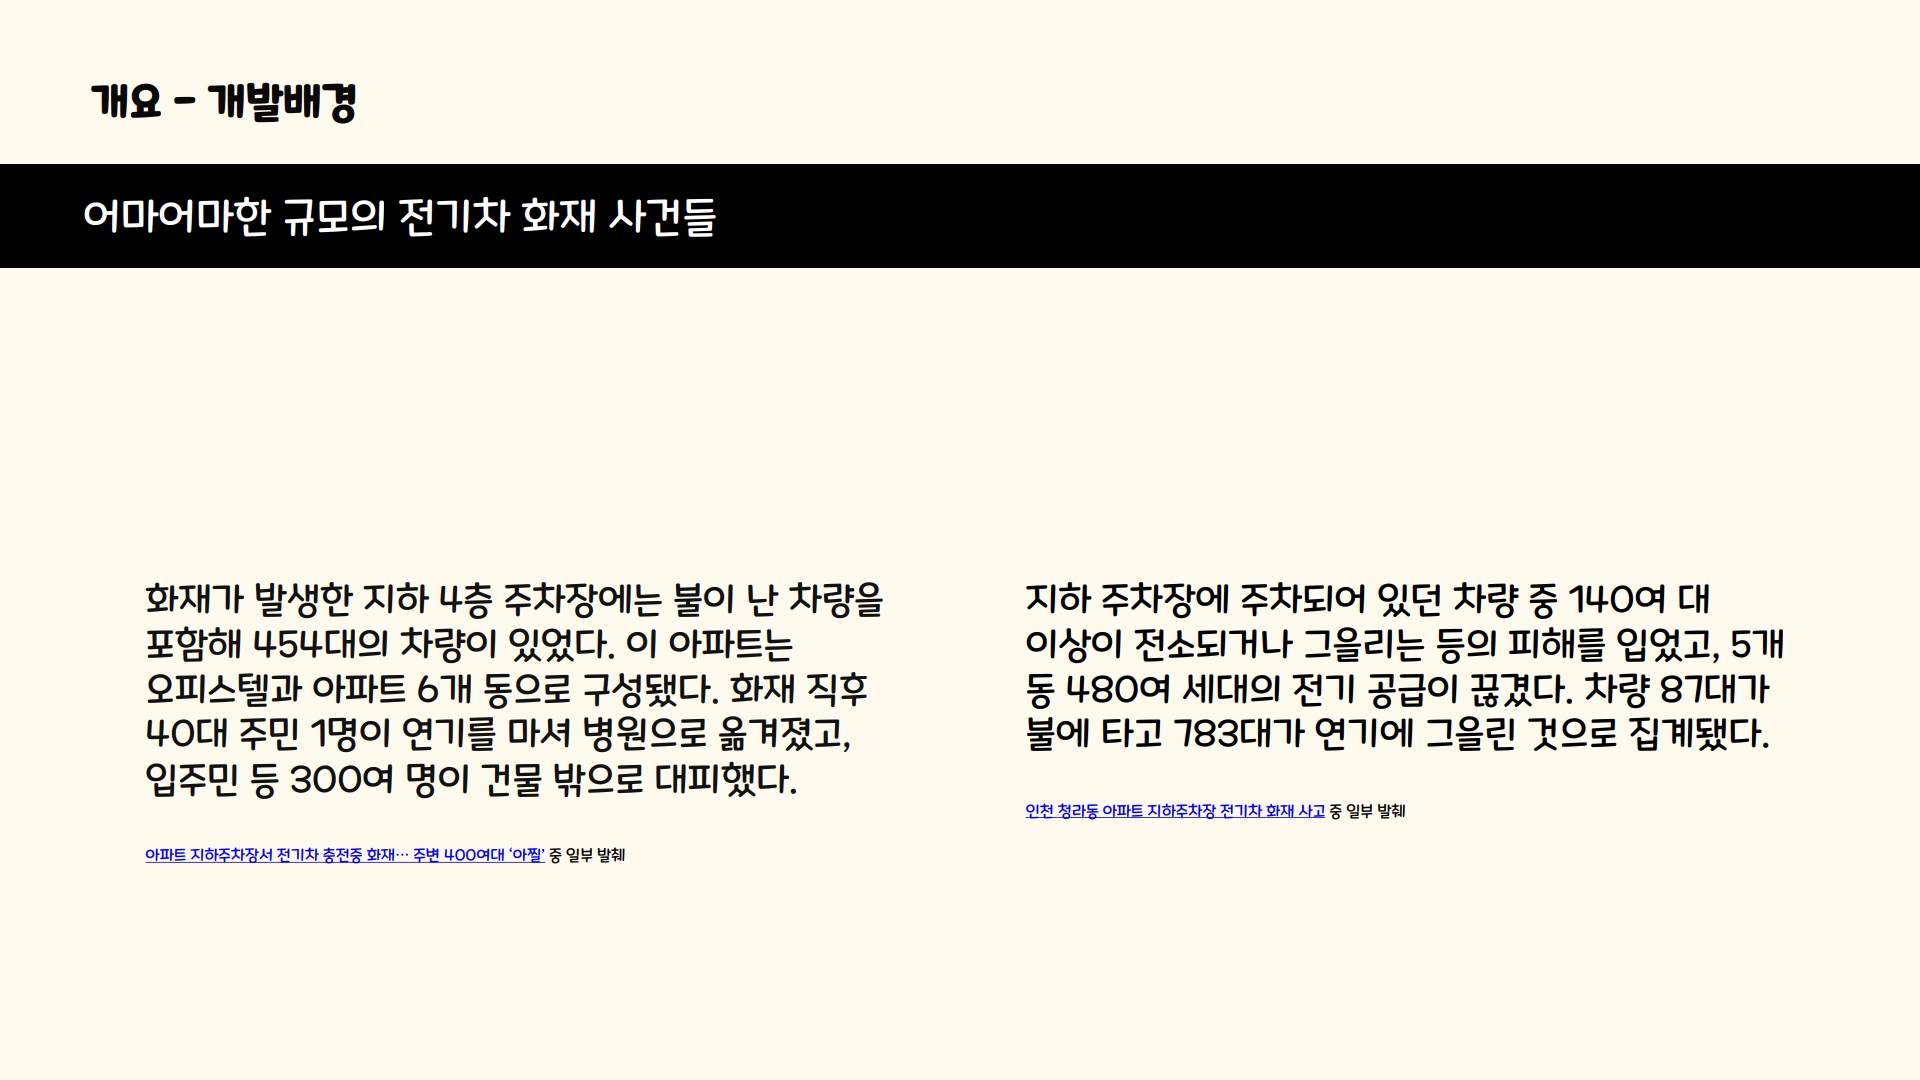 개요 - 개발배경
어마어마한 규모의 전기차 화재 사건들
화재가 발생한 지하 4층 주차장에는 불이 난 차량을
포함해 454대의 차량이 있었다. 이 아파트는
오피스텔과 아파트 6개 동으로 구성됐다. 화재 직후
40대 주민 1명이 연기를 마셔 병원으로 옮겨졌고,
입주민 등 300여 명이 건물 밖으로 대피했다.
아파트 지하주차장서 전기차 충전중 화재… 주변 400여대 ‘아찔’ 중 일부 발췌
지하 주차장에 주차되어 있던 차량 중 140여 대
이상이 전소되거나 그을리는 등의 피해를 입었고, 5개
동 480여 세대의 전기 공급이 끊겼다. 차량 87대가
불에 타고 783대가 연기에 그을린 것으로 집계됐다.
인천 청라동 아파트 지하주차장 전기차 화재 사고 중 일부 발췌